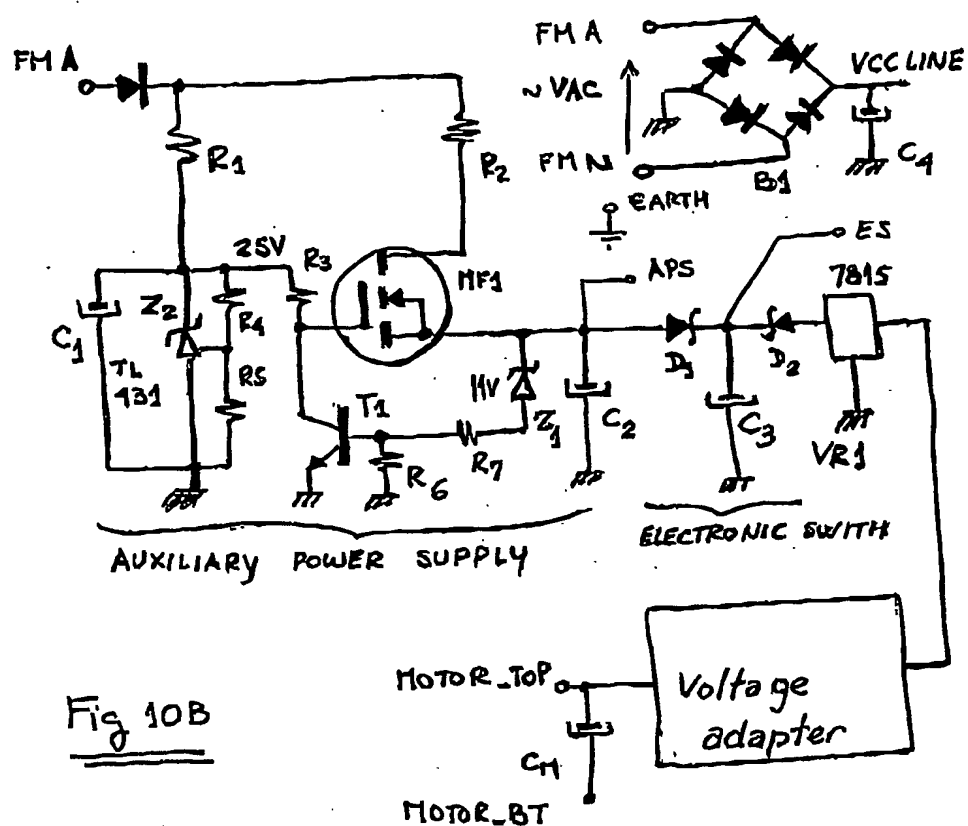 FM A
VCC LINE
FM A
~ VAC
R1
R2
FM N
B1
C4
EARTH
ES
25V
R3
MF1
APS
7815
Z2
R4
C1
TL
431
R5
11V
D1
D2
T1
Z1
C2
C3
R6
R7
VR1
ELECTRONIC SWITH
AUXILIARY POWER SUPPLY
MOTOR_TOP
Voltage
adapter
Fig 10B
CM
MOTOR_BT